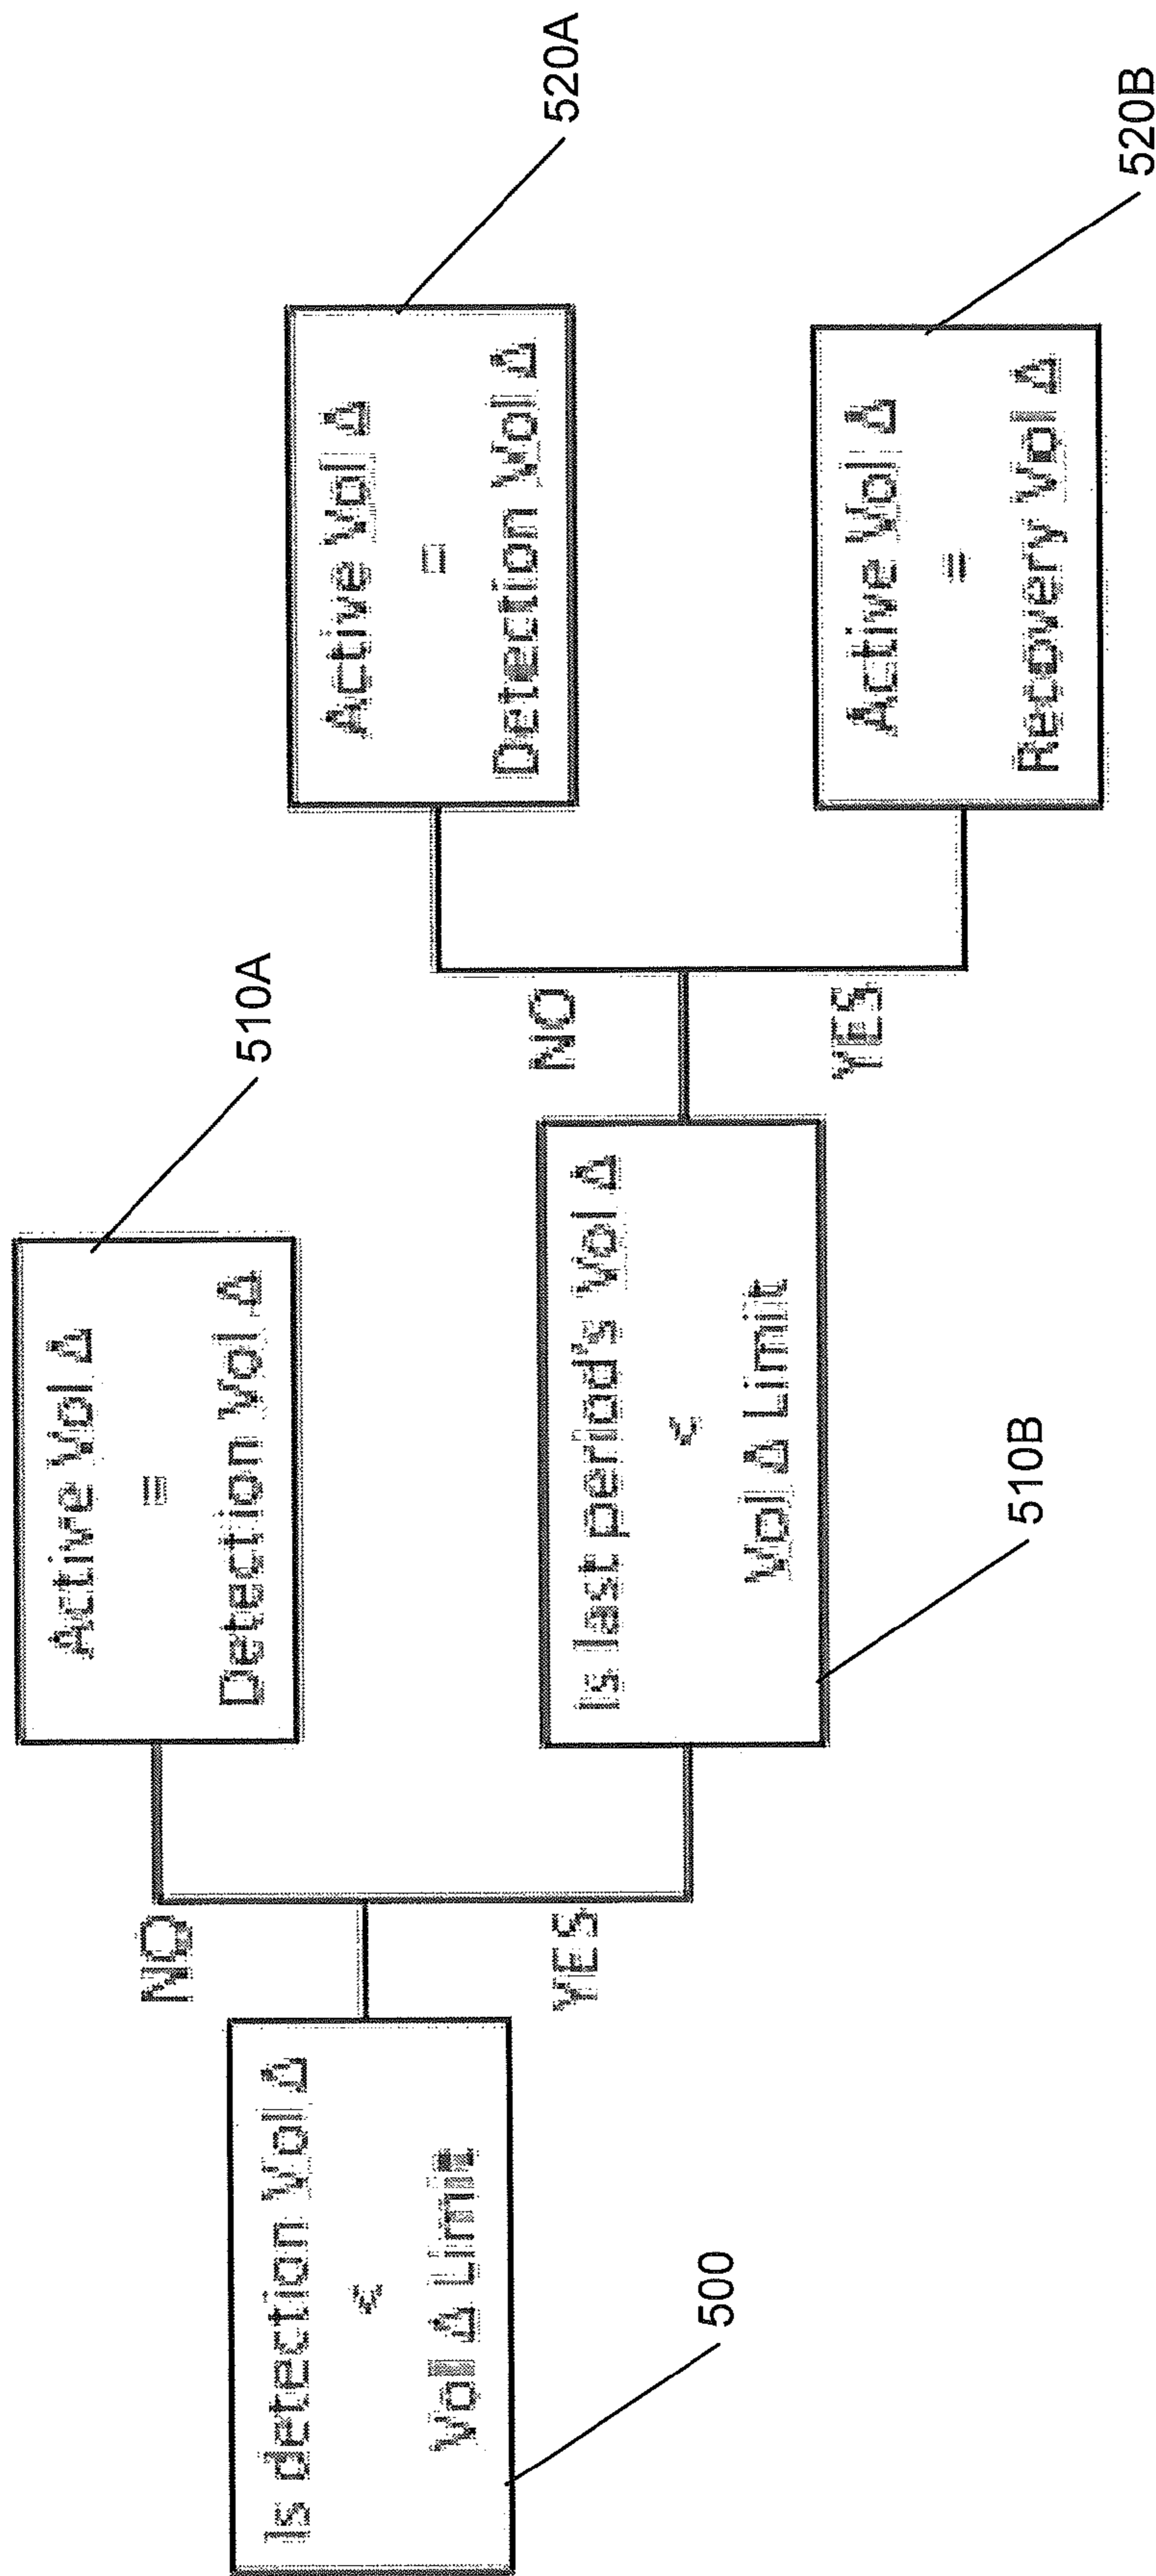 Is detection Vol Δ
<
Vol Δ Limit
500
NO
YES
Active Vol Δ
=
Detection Vol Δ
510A
Is last period's Vol Δ
<
Vol Δ Limit
510B
NO
YES
Active Vol Δ
=
Detection Vol Δ
520A
Active Vol Δ
=
Recovery Vol Δ
520B